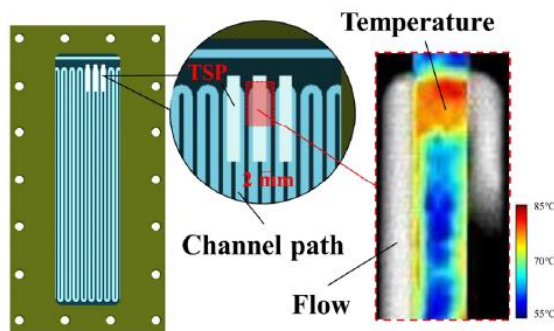 Temperature
TSP
2 mm
Channel path
Flow
85℃
70℃
55℃